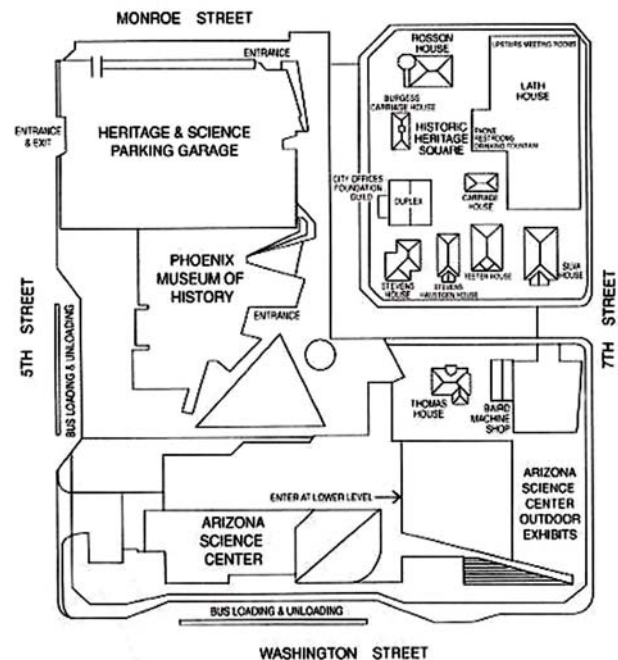 MONROE STREET
ENTRANCE
ENTRANCE
& EXIT
HERITAGE & SCIENCE
PARKING GARAGE
ROSSON
HOUSE
UPSTAIRS MEETING ROOMS
LATH
HOUSE
BURGESS
CARRIAGE HOUSE
HISTORIC
HERITAGE
SQUARE
PHONE
RESTROOMS
DRINKING FOUNTAIN
CITY OFFICES
FOUNDATION
GUILD
DUPLEX
CARRIAGE
HOUSE
STEVENS
HOUSE
STEVENS
HAUSTGEN HOUSE
TEETER HOUSE
SILVA
HOUSE
PHOENIX
MUSEUM OF
HISTORY
ENTRANCE
5TH STREET
BUS LOADING & UNLOADING
7TH STREET
THOMAS
HOUSE
BAIRD
MACHINE
SHOP
ENTER AT LOWER LEVEL
ARIZONA
SCIENCE
CENTER
OUTDOOR
EXHIBITS
ARIZONA
SCIENCE
CENTER
BUS LOADING & UNLOADING
WASHINGTON STREET